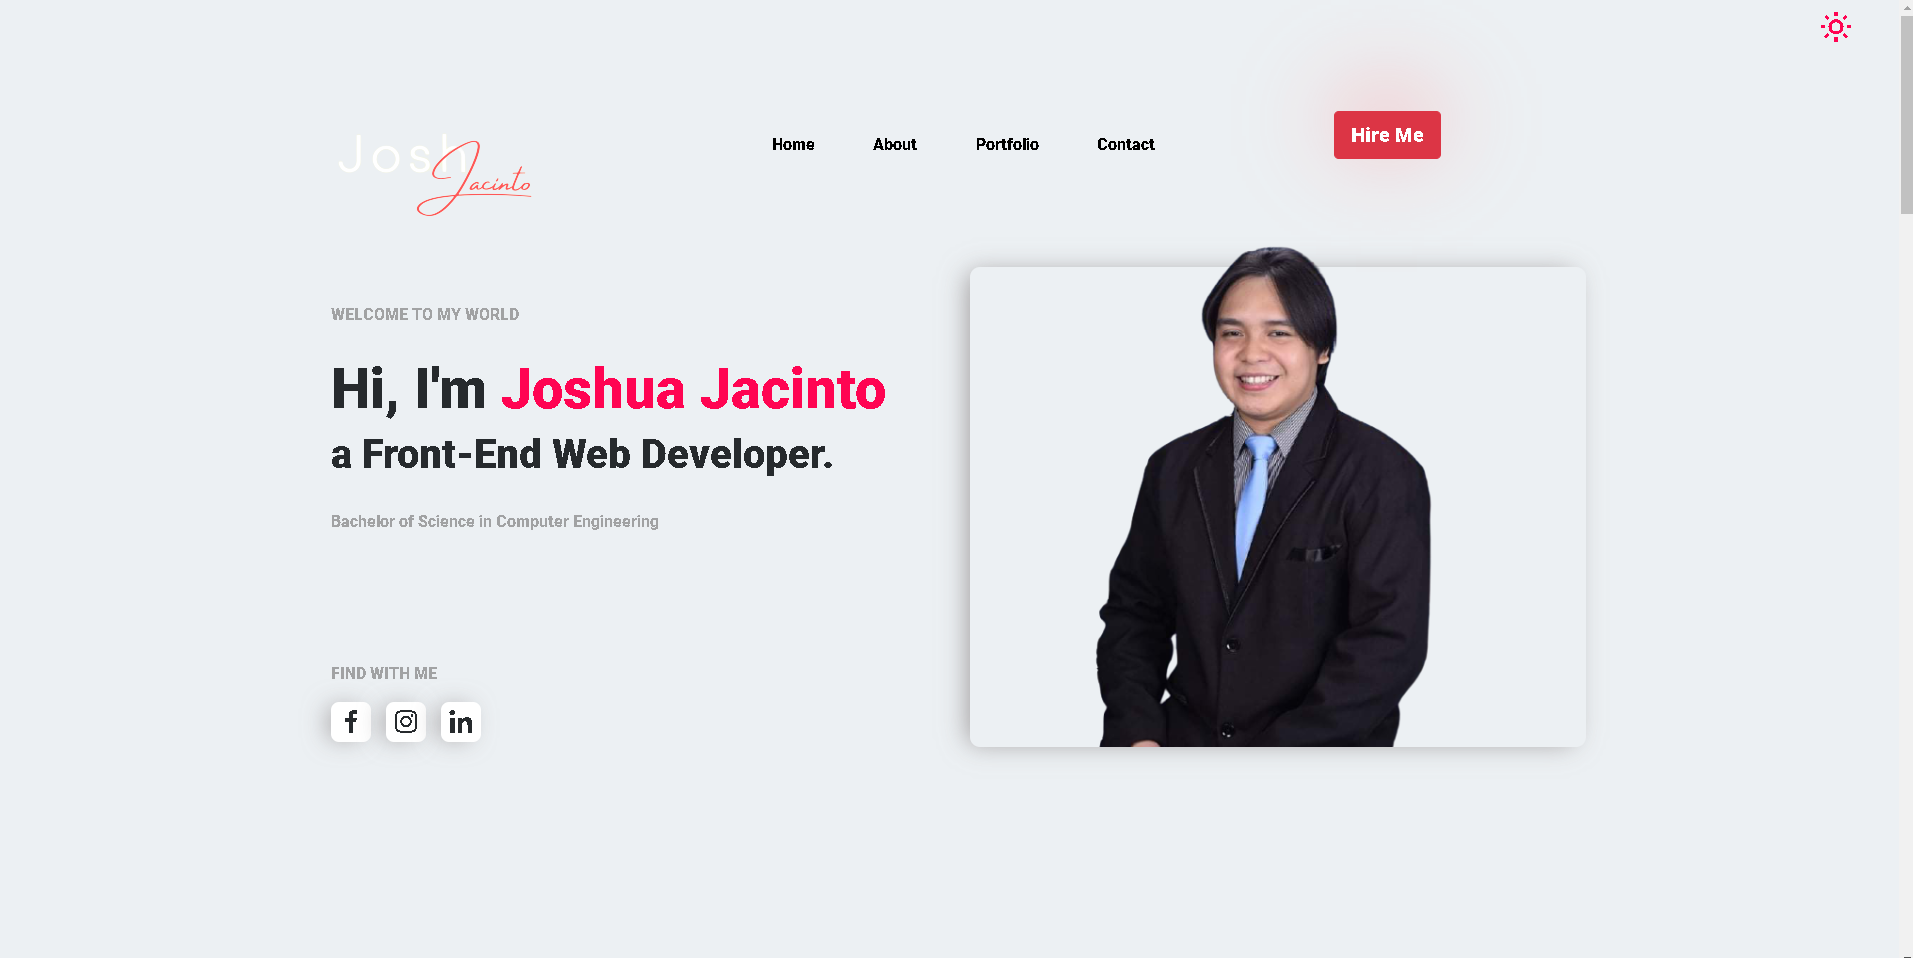 Josh
Jacinto
Home About Portfolio Contact
Hire Me
WELCOME TO MY WORLD
Hi, I'm Joshua Jacinto
a Front-End Web Developer.
Bachelor of Science in Computer Engineering
FIND WITH ME